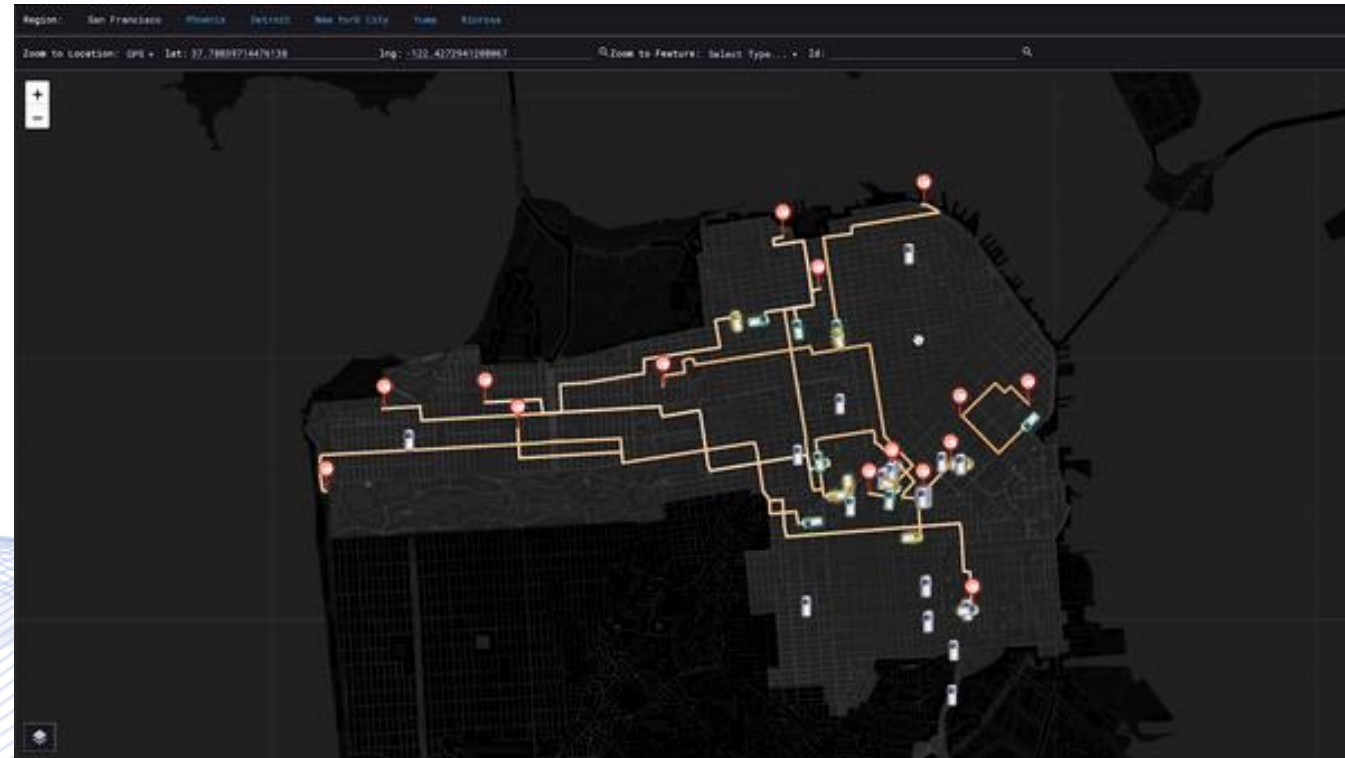 Region: San Francisco Phoenix Detroit New York City Yuma
Zoom to Location: GPS lat: lng: Zoom to Feature: Select Type... Id:
+
−